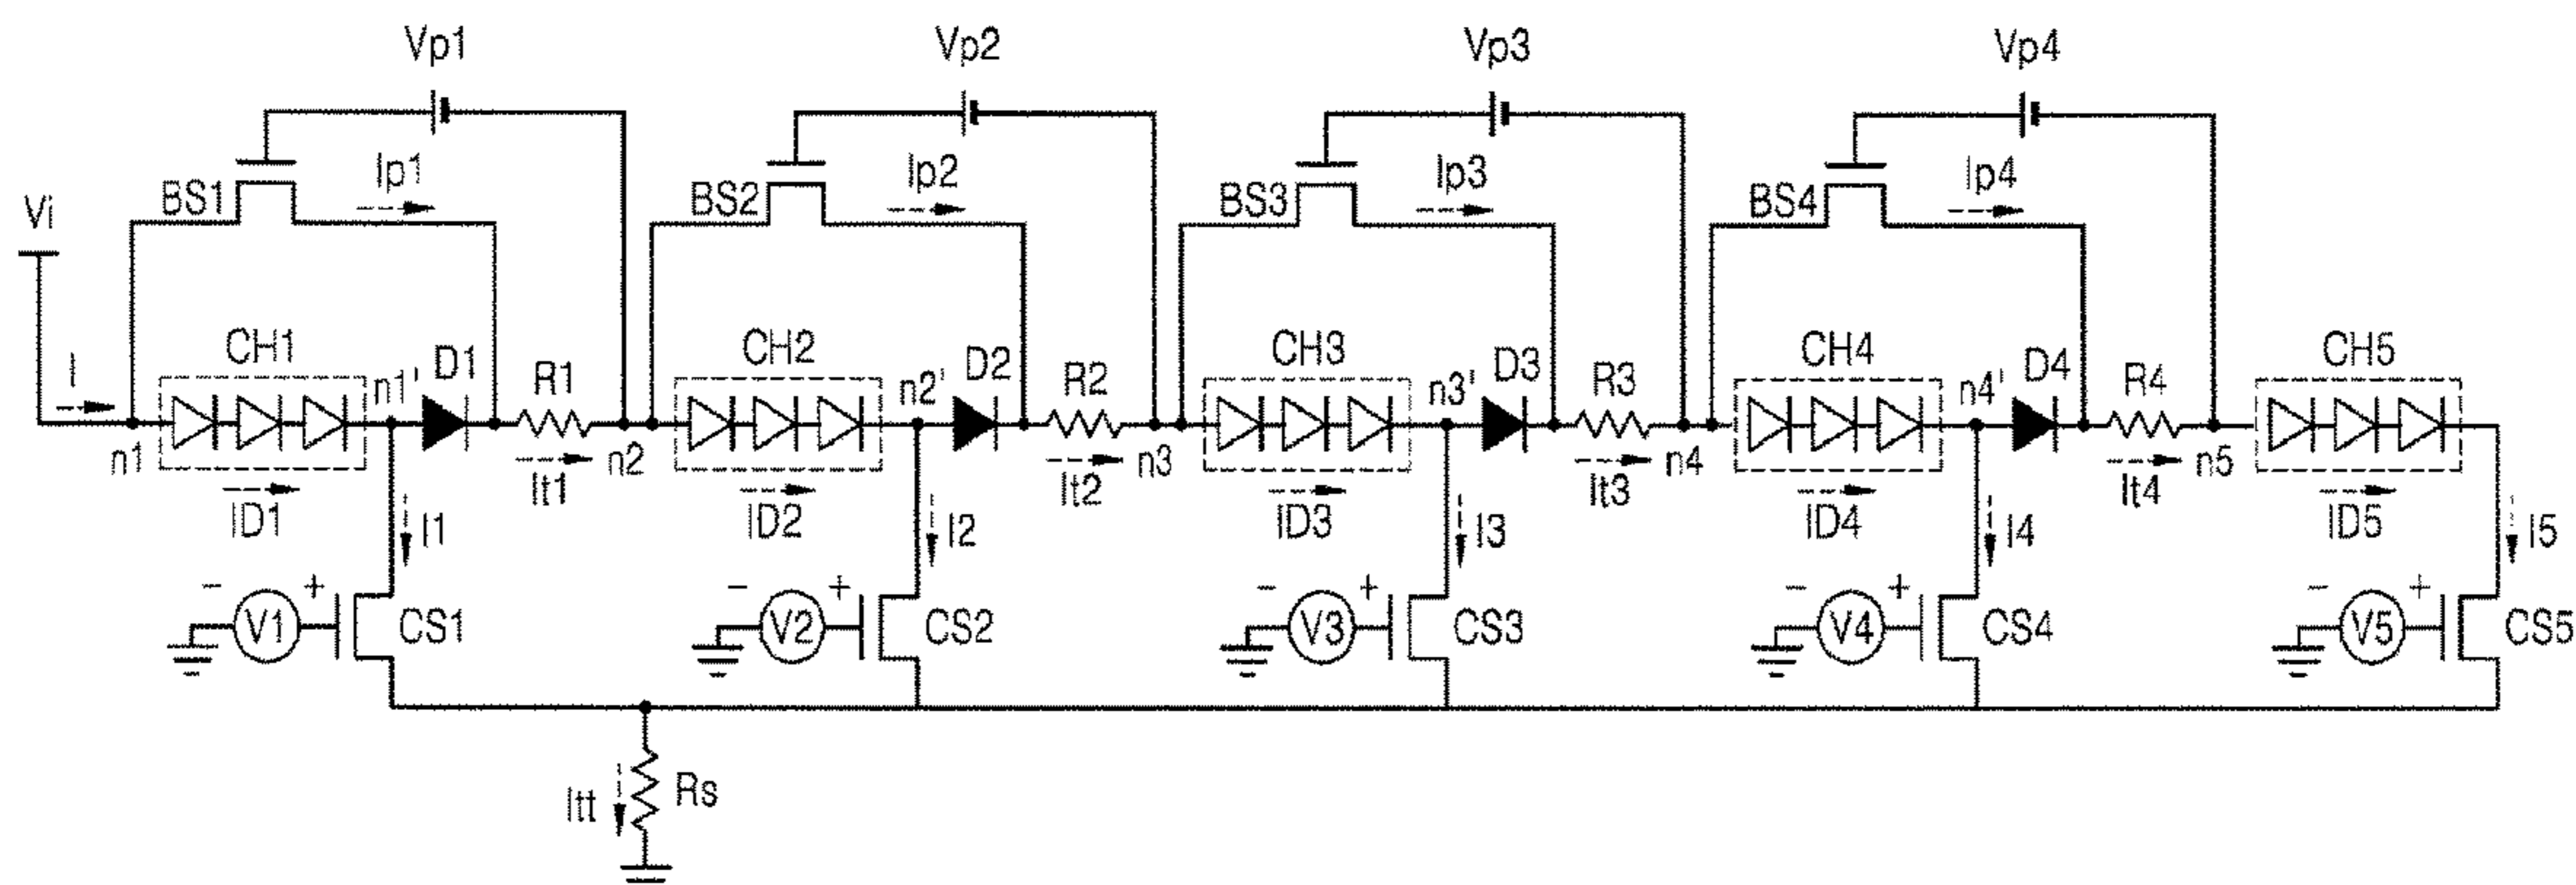 Vp1 Vp2 Vp3 Vp4
Ip1 Ip2 Ip3 Ip4
Vi BS1 BS2 BS3 BS4
I CH1 n1' D1 R1 CH2 n2' D2 R2 CH3 n3' D3 R3 CH4 n4' D4 R4 CH5
n1 n2 n3 n4 n5
ID1 It1 ID2 It2 ID3 It3 ID4 It4 ID5
I1 I2 I3 I4 I5
- + - + - + - + - +
V1 CS1 V2 CS2 V3 CS3 V4 CS4 V5 CS5
Itt Rs